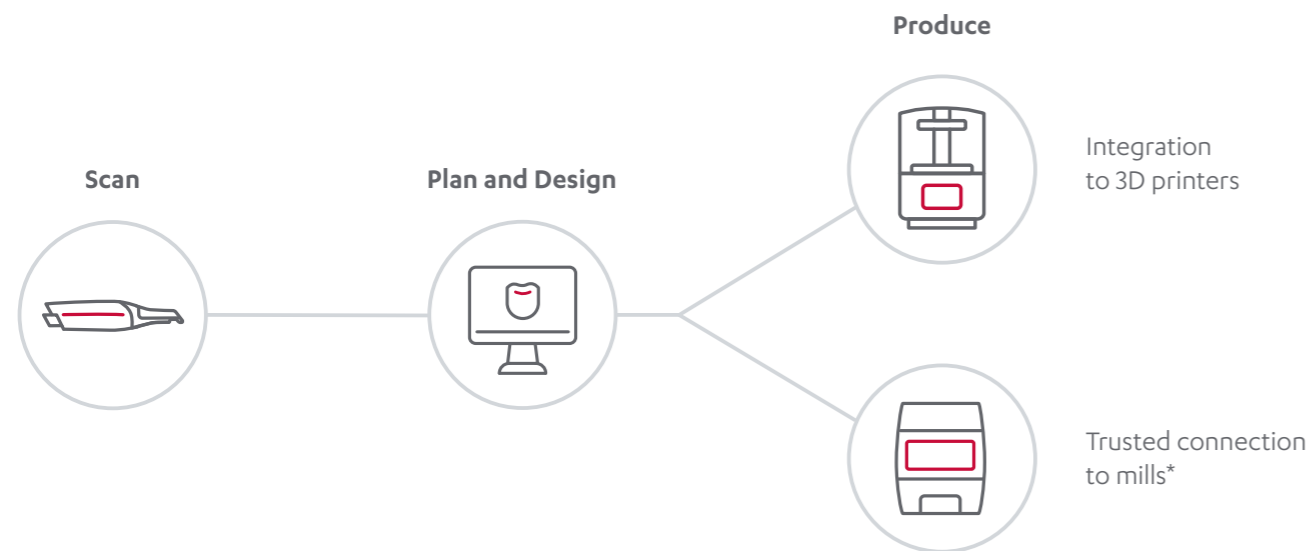 Produce
Scan
Plan and Design
Integration
to 3D printers
Trusted connection
to mills*